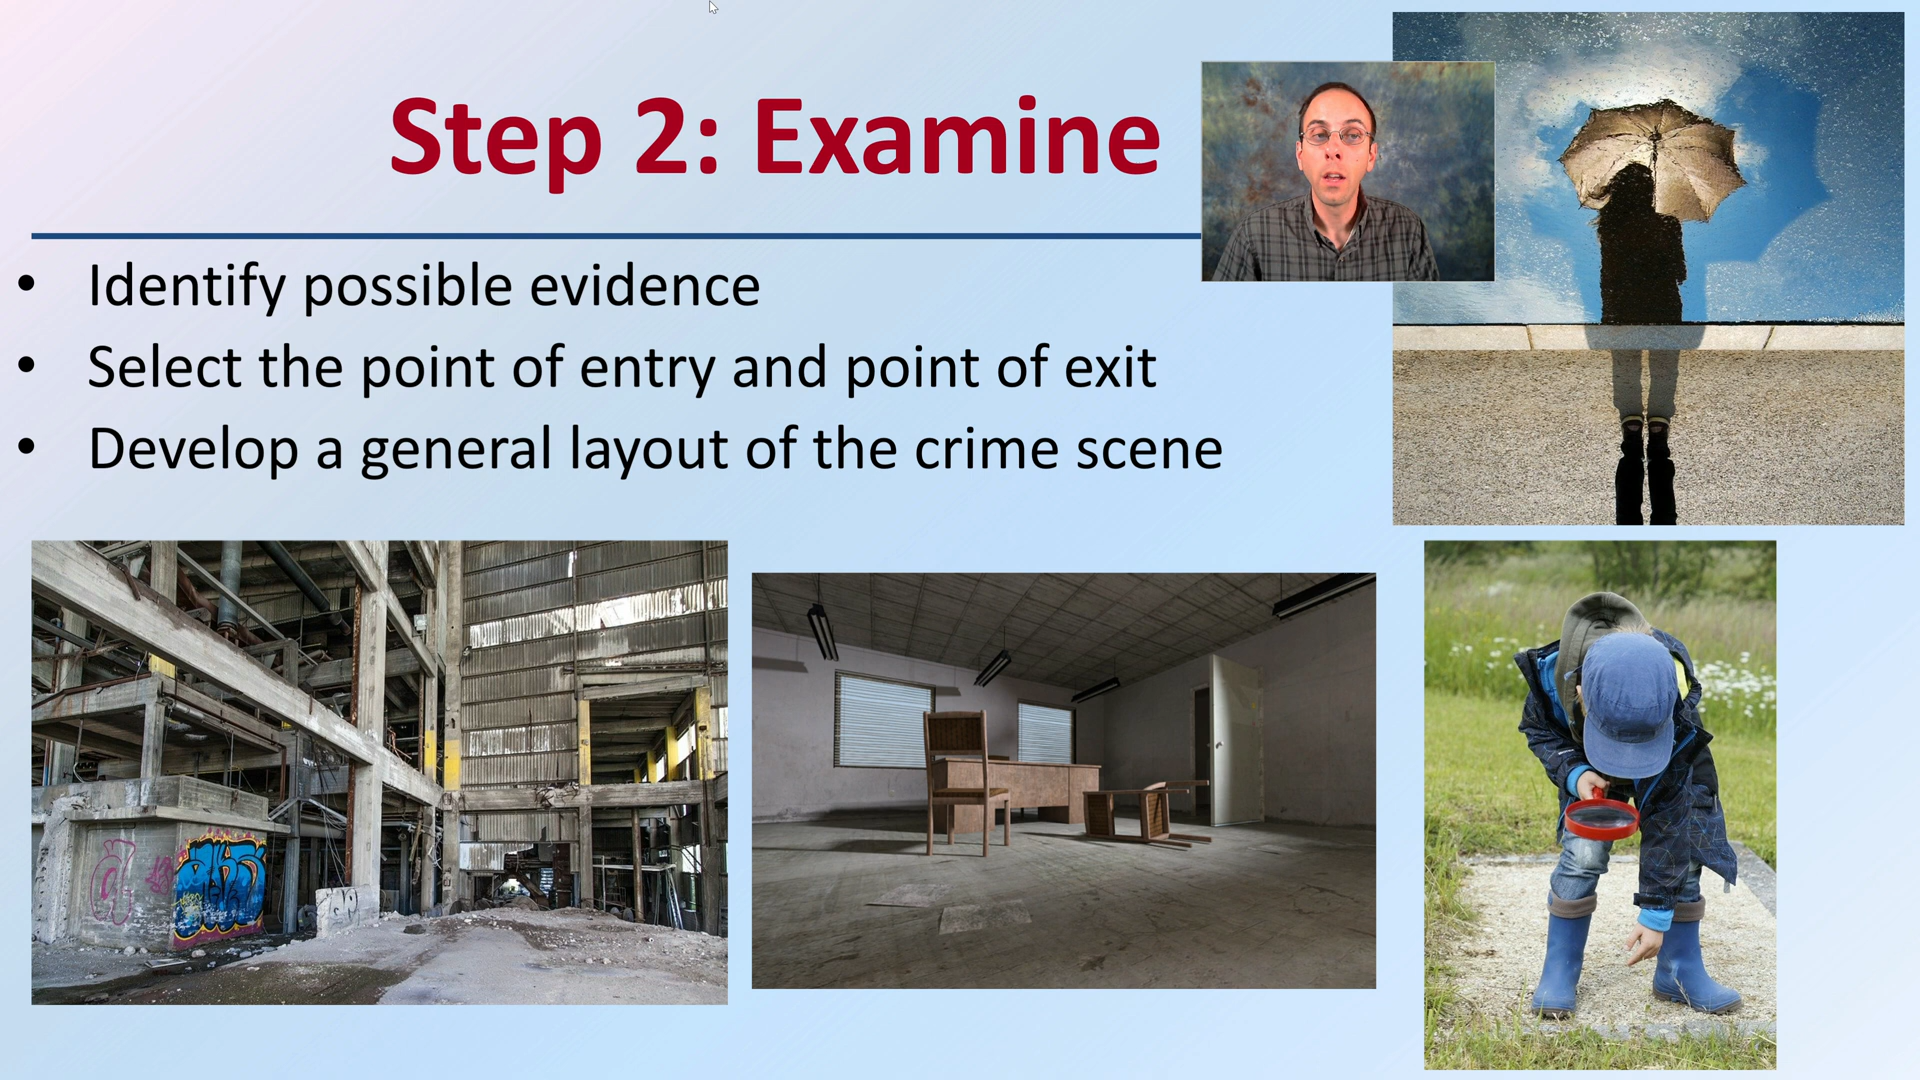 Step 2: Examine
• Identify possible evidence
• Select the point of entry and point of exit
• Develop a general layout of the crime scene